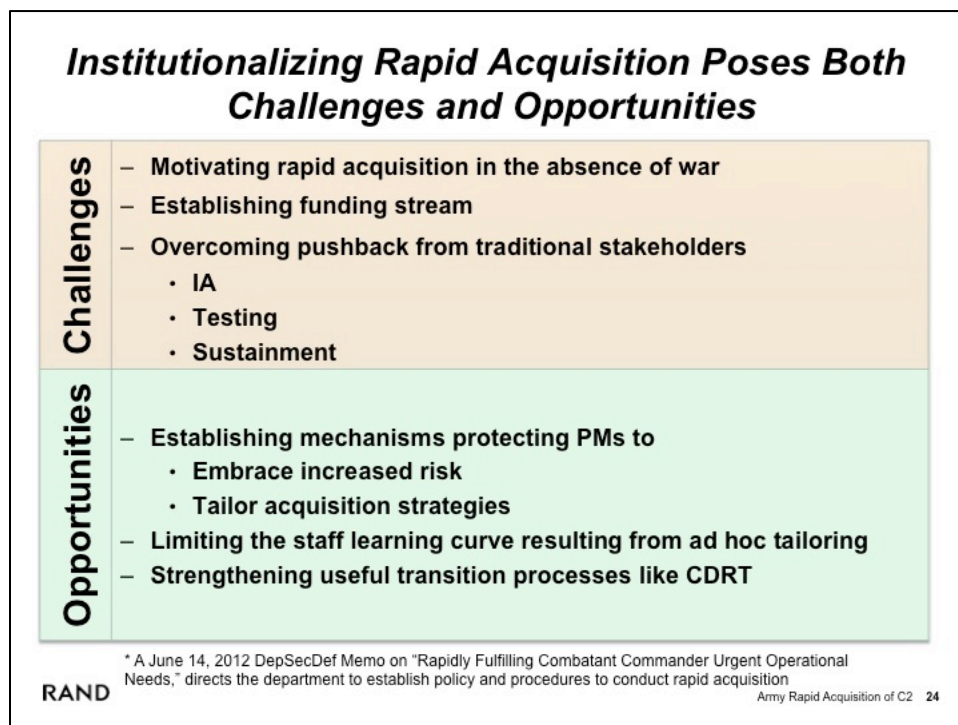 Institutionalizing Rapid Acquisition Poses Both
Challenges and Opportunities
Challenges
– Motivating rapid acquisition in the absence of war
– Establishing funding stream
– Overcoming pushback from traditional stakeholders
• IA
• Testing
• Sustainment
Opportunities
– Establishing mechanisms protecting PMs to
• Embrace increased risk
• Tailor acquisition strategies
– Limiting the staff learning curve resulting from ad hoc tailoring
– Strengthening useful transition processes like CDRT
* A June 14, 2012 DepSecDef Memo on “Rapidly Fulfilling Combatant Commander Urgent Operational
Needs,” directs the department to establish policy and procedures to conduct rapid acquisition
RAND
Army Rapid Acquisition of C2 24